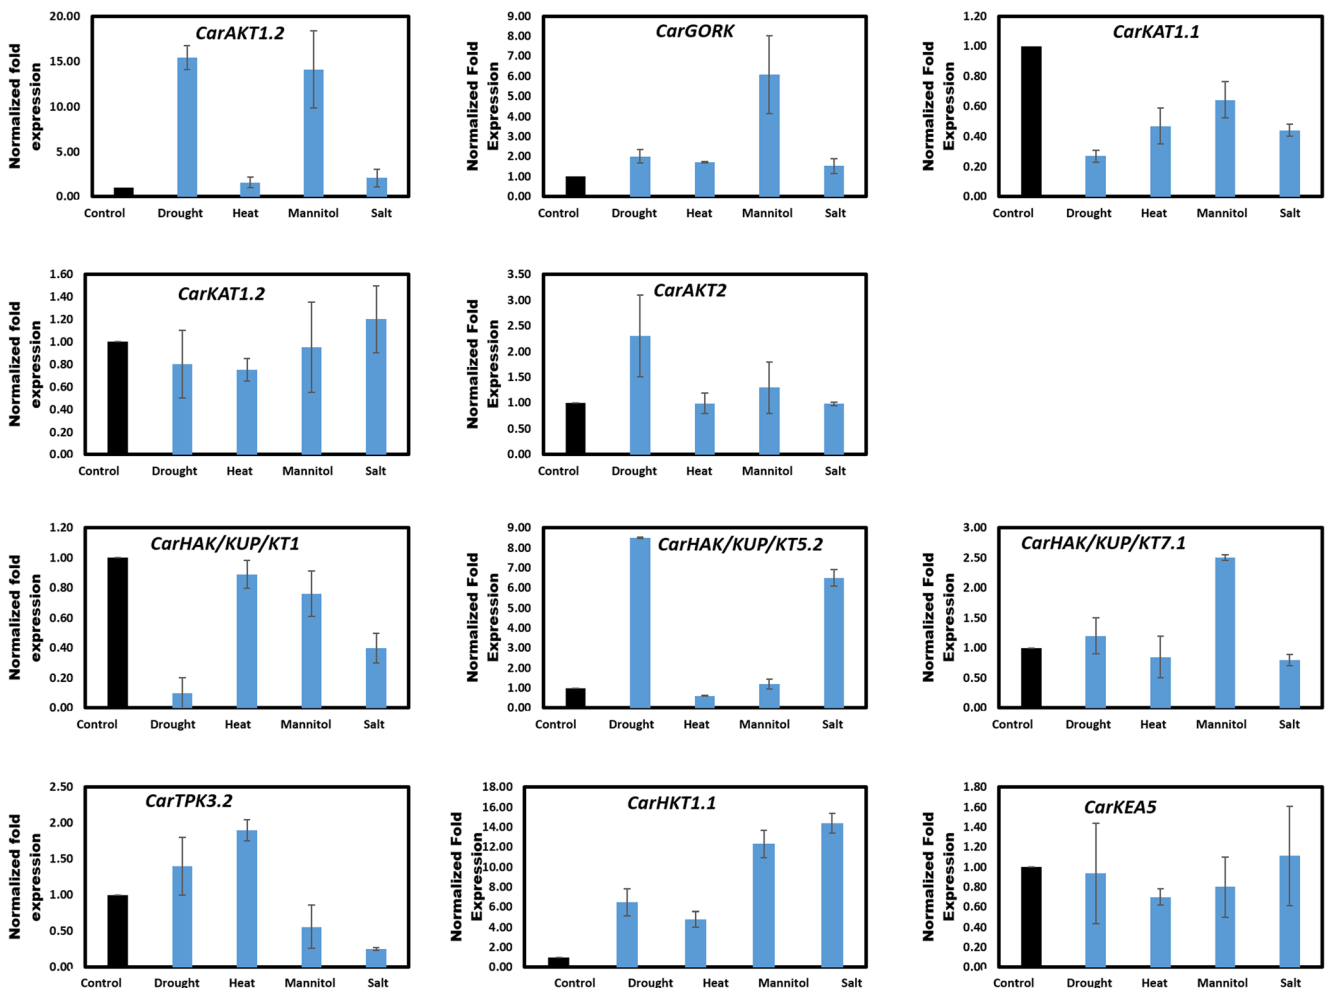 CarAKT1.2
Normalized fold
expression
20.00
15.00
10.00
5.00
0.00
Control Drought Heat Mannitol Salt
CarGORK
Normalized Fold
Expression
9.00
8.00
7.00
6.00
5.00
4.00
3.00
2.00
1.00
0.00
Control Drought Heat Mannitol Salt
CarKAT1.1
Normalized Fold
Expression
1.20
1.00
0.80
0.60
0.40
0.20
0.00
Control Drought Heat Mannitol Salt
CarKAT1.2
Normalized fold
expression
1.60
1.40
1.20
1.00
0.80
0.60
0.40
0.20
0.00
Control Drought Heat Mannitol Salt
CarAKT2
Normalized Fold
Expression
3.50
3.00
2.50
2.00
1.50
1.00
0.50
0.00
Control Drought Heat Mannitol Salt
CarHAK/KUP/KT1
Normalized fold
expression
1.20
1.00
0.80
0.60
0.40
0.20
0.00
Control Drought Heat Mannitol Salt
CarHAK/KUP/KT5.2
Normalized Fold
Expression
9.00
8.00
7.00
6.00
5.00
4.00
3.00
2.00
1.00
0.00
Control Drought Heat Mannitol Salt
CarHAK/KUP/KT7.1
Normalized Fold
Expression
3.00
2.50
2.00
1.50
1.00
0.50
0.00
Control Drought Heat Mannitol Salt
CarTPK3.2
Normalized fold
expression
2.50
2.00
1.50
1.00
0.50
0.00
Control Drought Heat Mannitol Salt
CarHKT1.1
Normalized Fold
Expression
18.00
16.00
14.00
12.00
10.00
8.00
6.00
4.00
2.00
0.00
Control Drought Heat Mannitol Salt
CarKEA5
Normalized Fold
Expression
1.80
1.60
1.40
1.20
1.00
0.80
0.60
0.40
0.20
0.00
Control Drought Heat Mannitol Salt